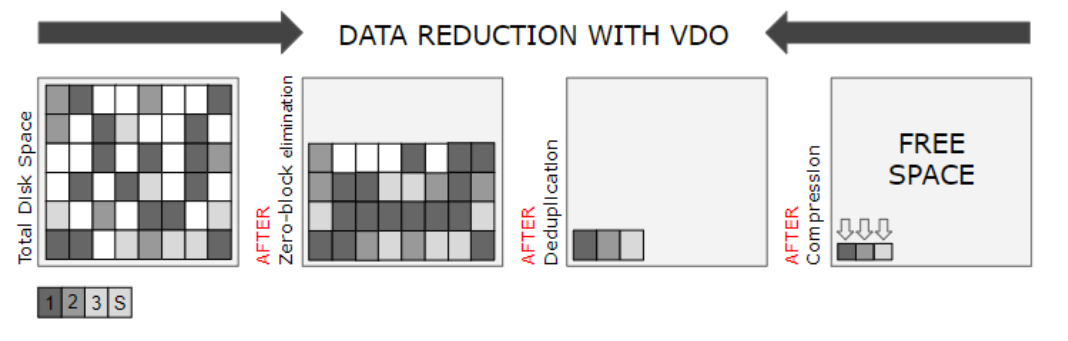 DATA REDUCTION WITH VDO
Total Disk Space
AFTER
Zero-block elimination
AFTER
Deduplication
AFTER
Compression
FREE
SPACE
1 2 3 S